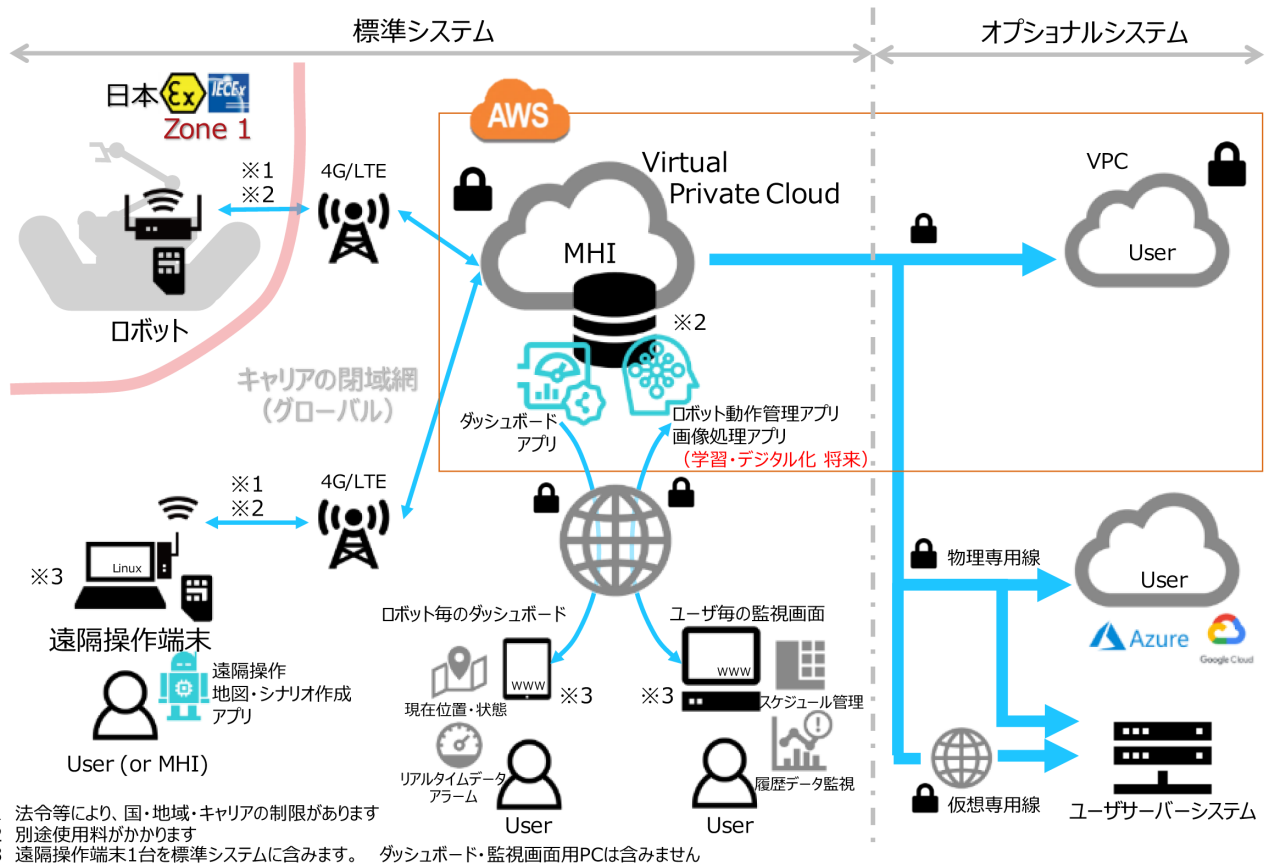 標準システム
オプショナルシステム
日本
Ex
IECEx
Zone 1
※1
※2
4G/LTE
ロボット
キャリアの閉域網
(グローバル)
AWS
Virtual
Private Cloud
MHI
※2
ダッシュボード
アプリ
ロボット動作管理アプリ
画像処理アプリ
(学習・デジタル化 将来)
VPC
User
※1
※2
4G/LTE
※3
Linux
遠隔操作端末
遠隔操作
地図・シナリオ作成
アプリ
User (or MHI)
ロボット毎のダッシュボード
www
※3
現在位置・状態
リアルタイムデータ
アラーム
User
ユーザ毎の監視画面
www
※3
スケジュール管理
履歴データ監視
User
物理専用線
User
Azure
Google Cloud
仮想専用線
ユーザサーバーシステム
法令等により、国・地域・キャリアの制限があります
別途使用料がかかります
遠隔操作端末1台を標準システムに含みます。 ダッシュボード・監視画面用PCは含みません